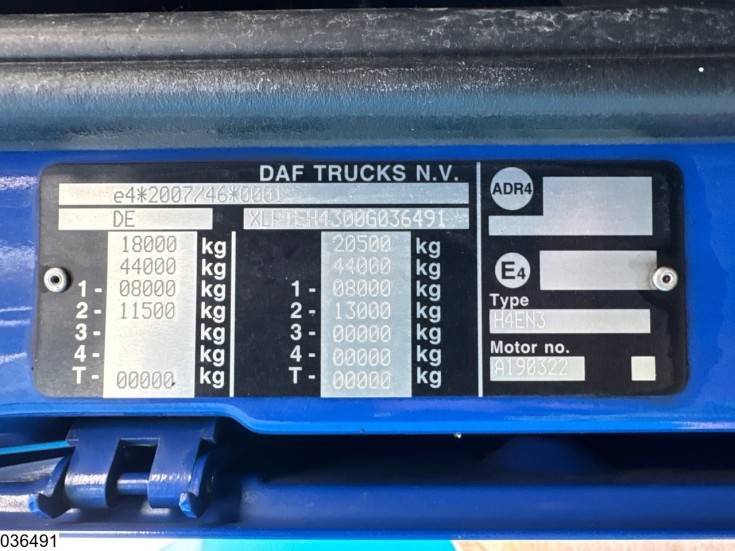 DAF TRUCKS N.V.
e4*2007/46*0001
DE XLRTEH4300G036491
18000 kg 20500 kg
44000 kg 44000 kg
1- 08000 kg 1- 08000 kg
2- 11500 kg 2- 13000 kg
3- kg 3- 00000 kg
4- kg 4- 00000 kg
T- 00000 kg T- 00000 kg
ADR4
E4
Type
H4EN3
Motor no.
A190322
036491